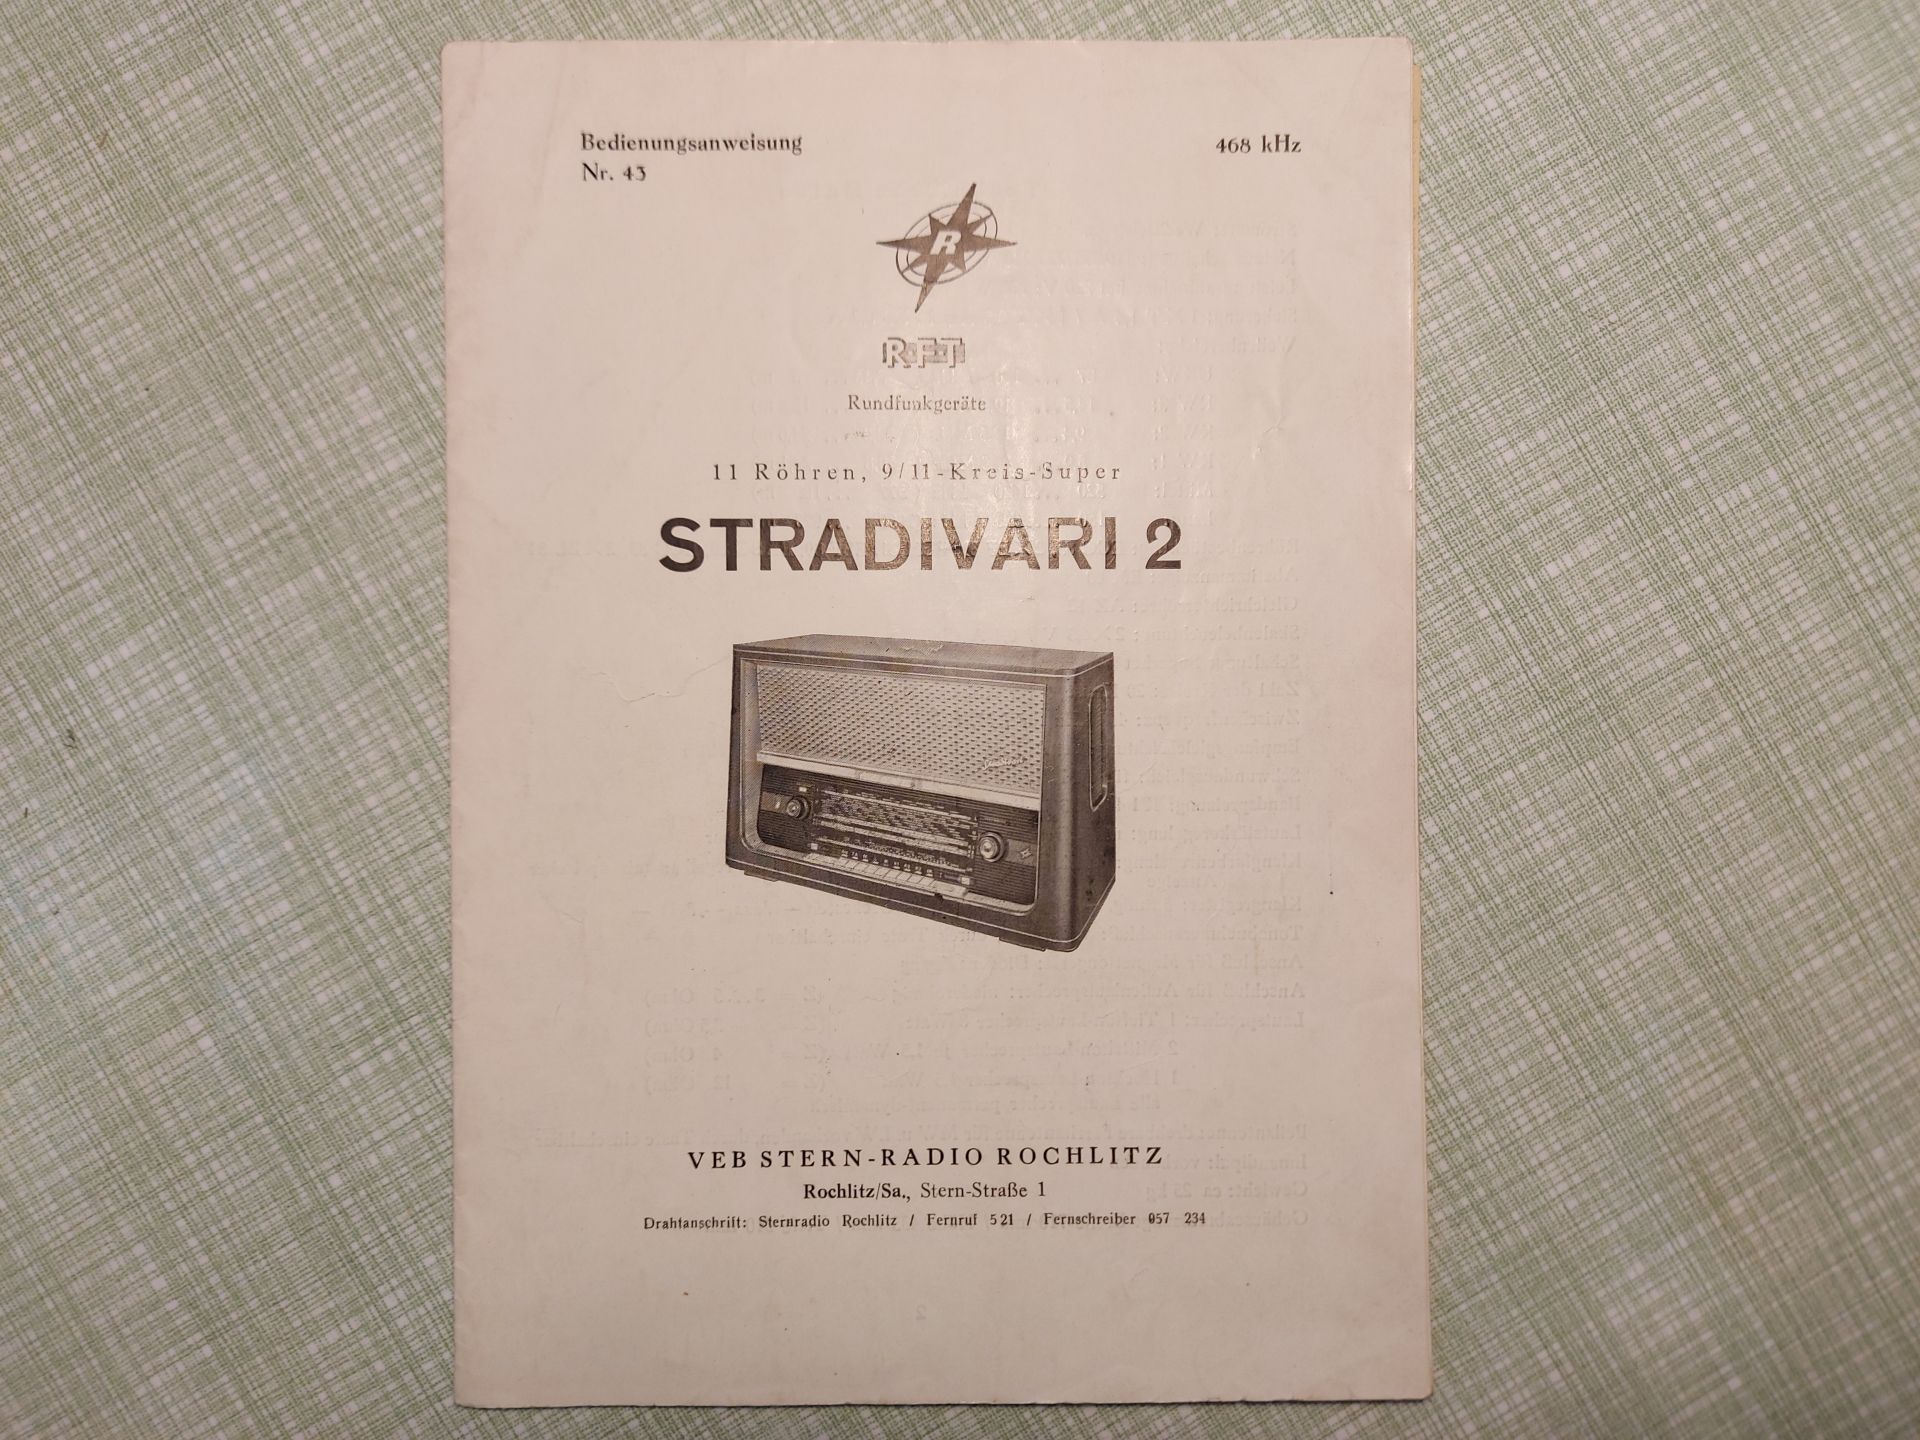 Bedienungsanweisung
Nr. 43
468 kHz
R
RFT
Rundfunkgeräte
11 Röhren, 9/11-Kreis-Super
STRADIVARI 2
VEB STERN-RADIO ROCHLITZ
Rochlitz/Sa., Stern-Straße 1
Drahtanschrift: Sternradio Rochlitz / Fernruf 521 / Fernschreiber 057 234